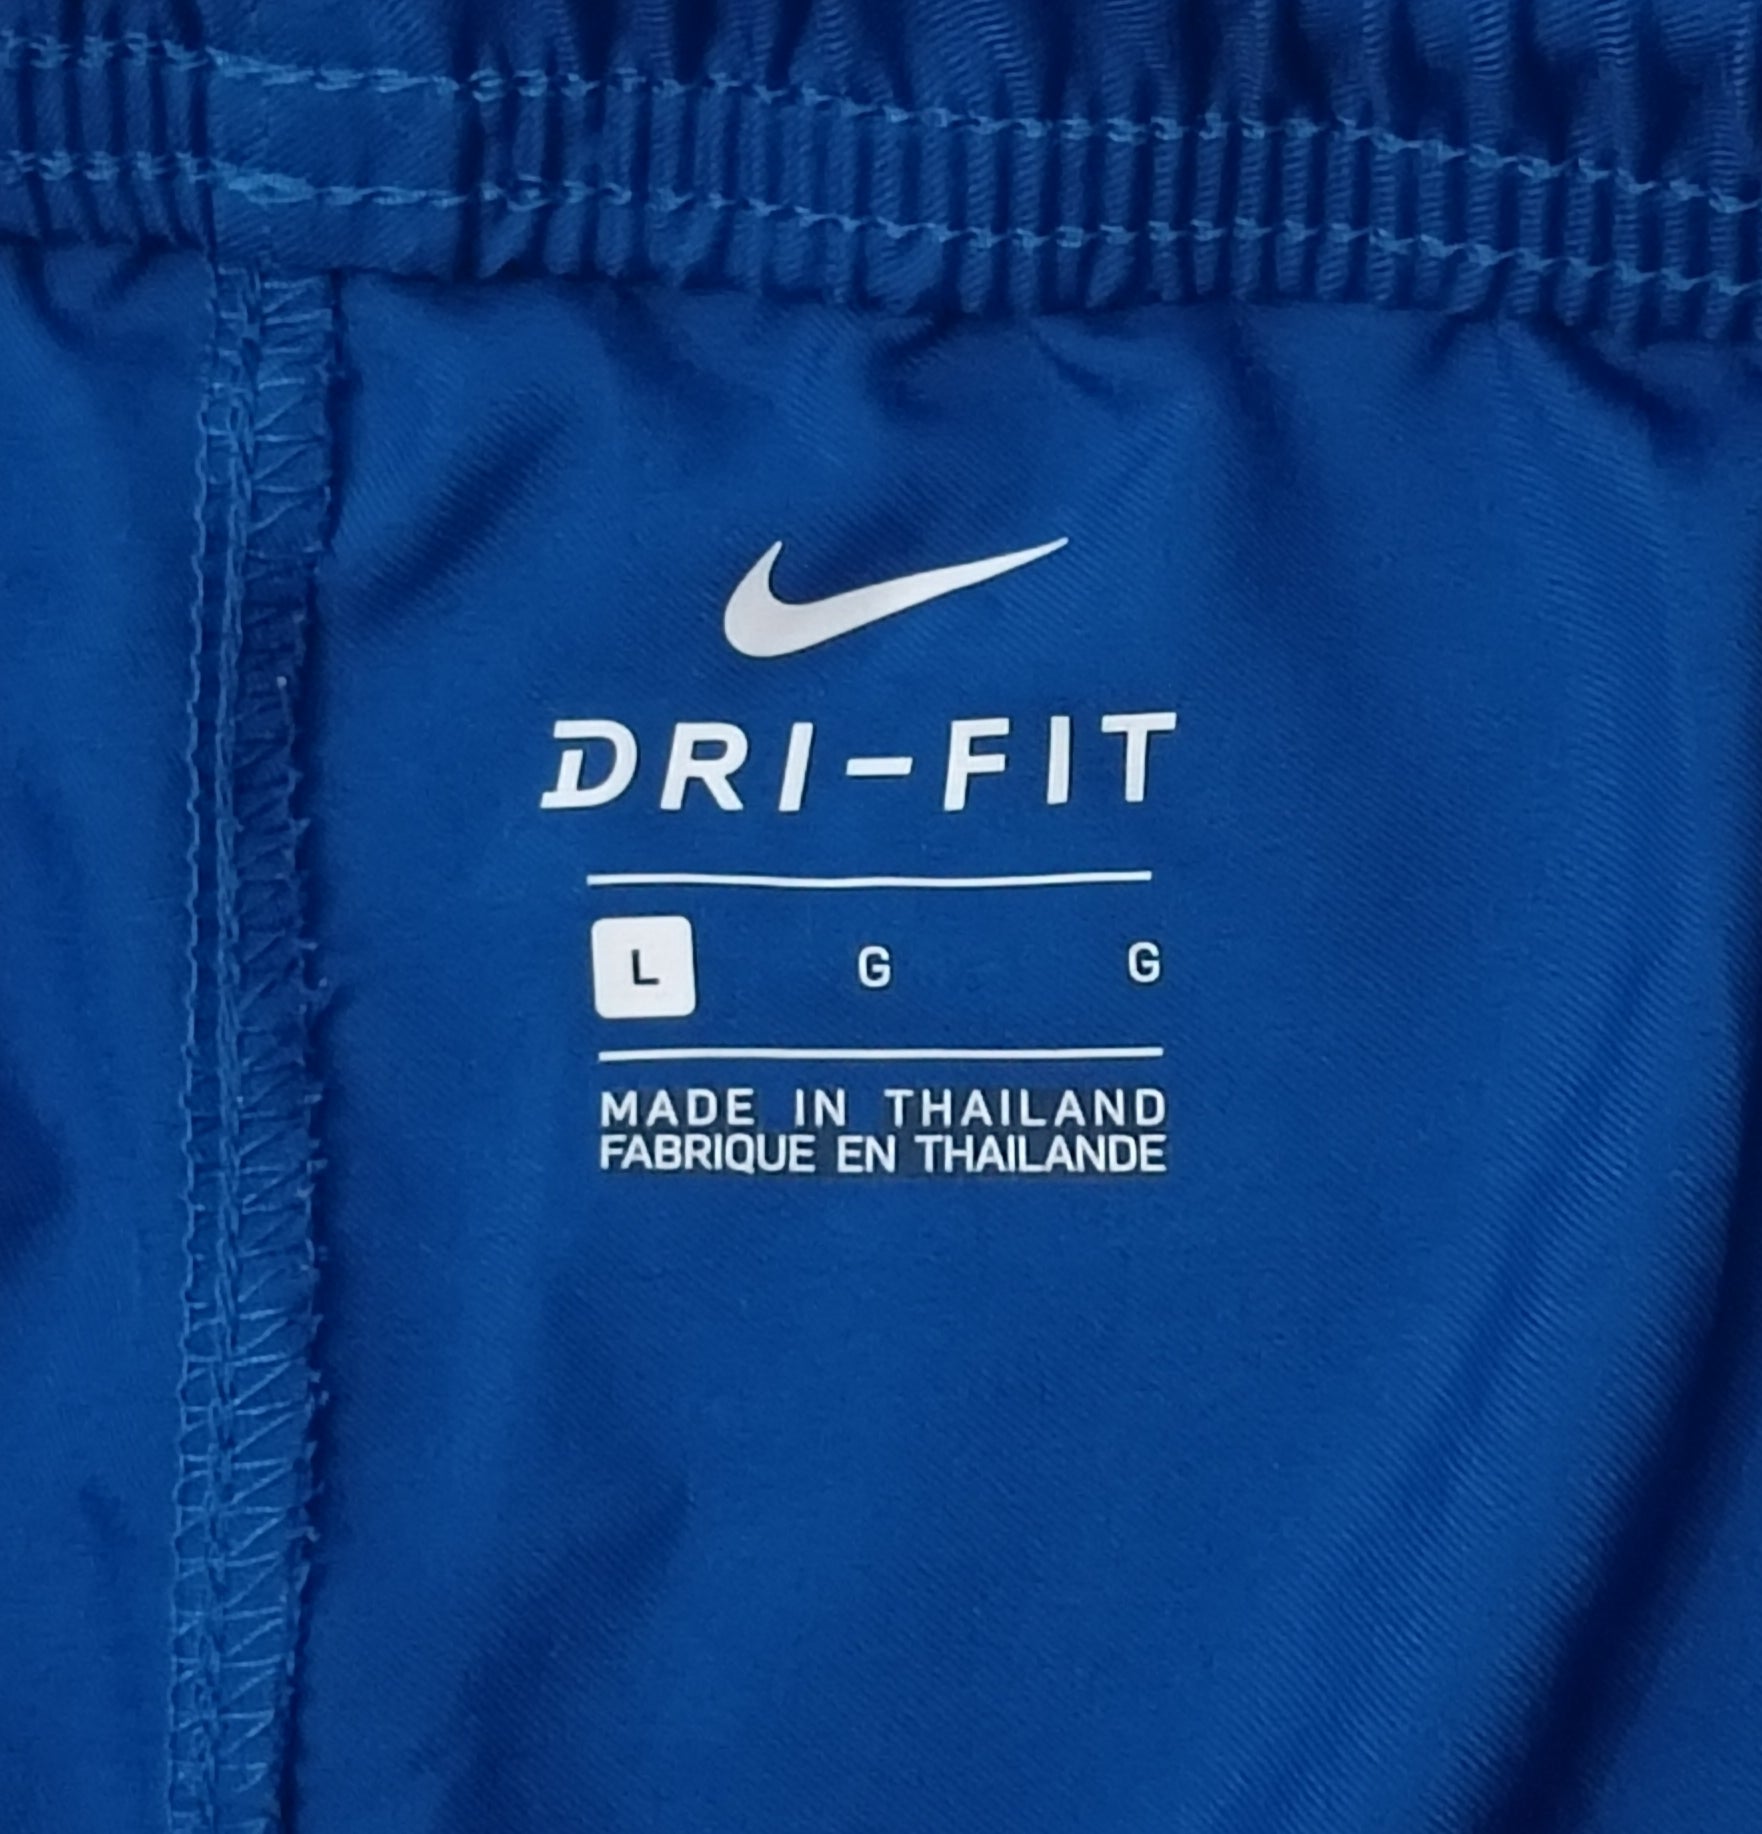 DRI-FIT
L G G
MADE IN THAILAND
FABRIQUE EN THAILANDE